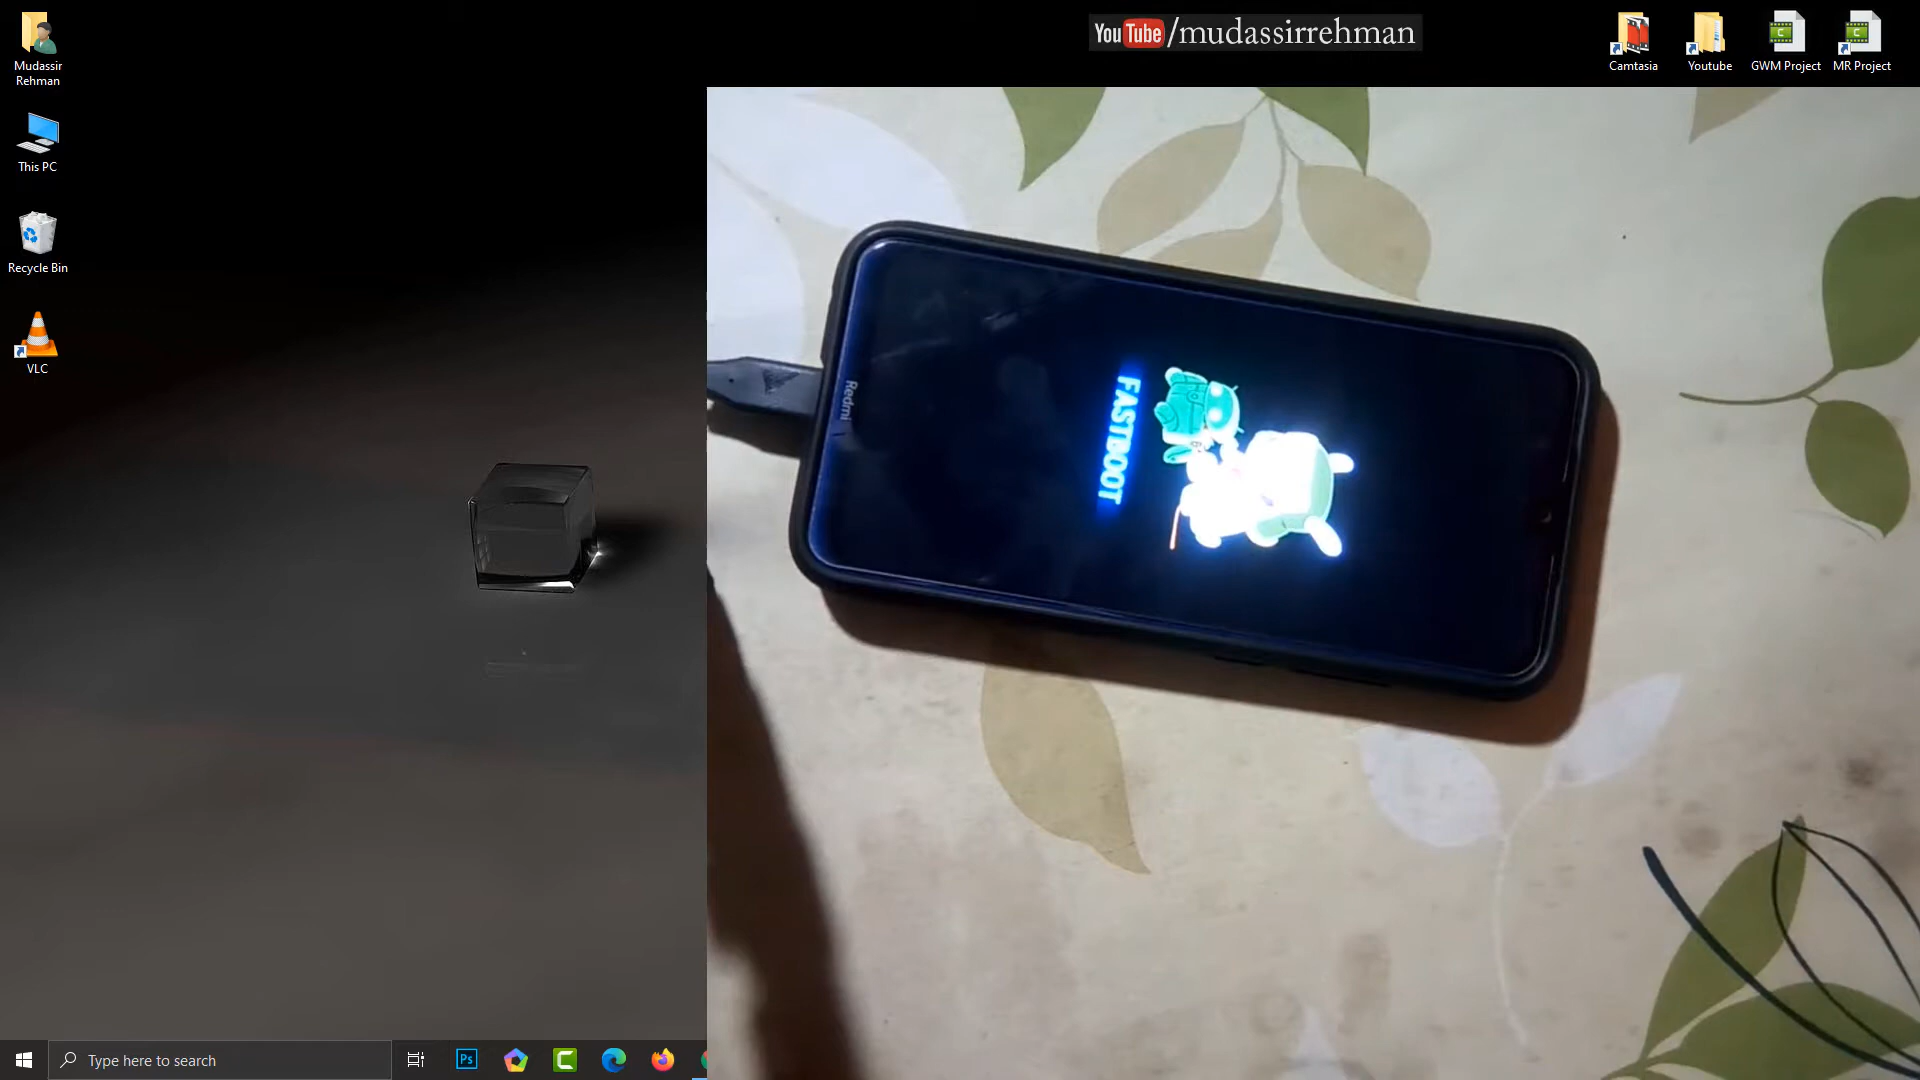 YouTube/mudassirrehman
Mudassir
Rehman
Camtasia
Youtube
GWM Project
MR Project
This PC
Recycle Bin
VLC
Redmi
FASTBOOT
Ps
Type here to search